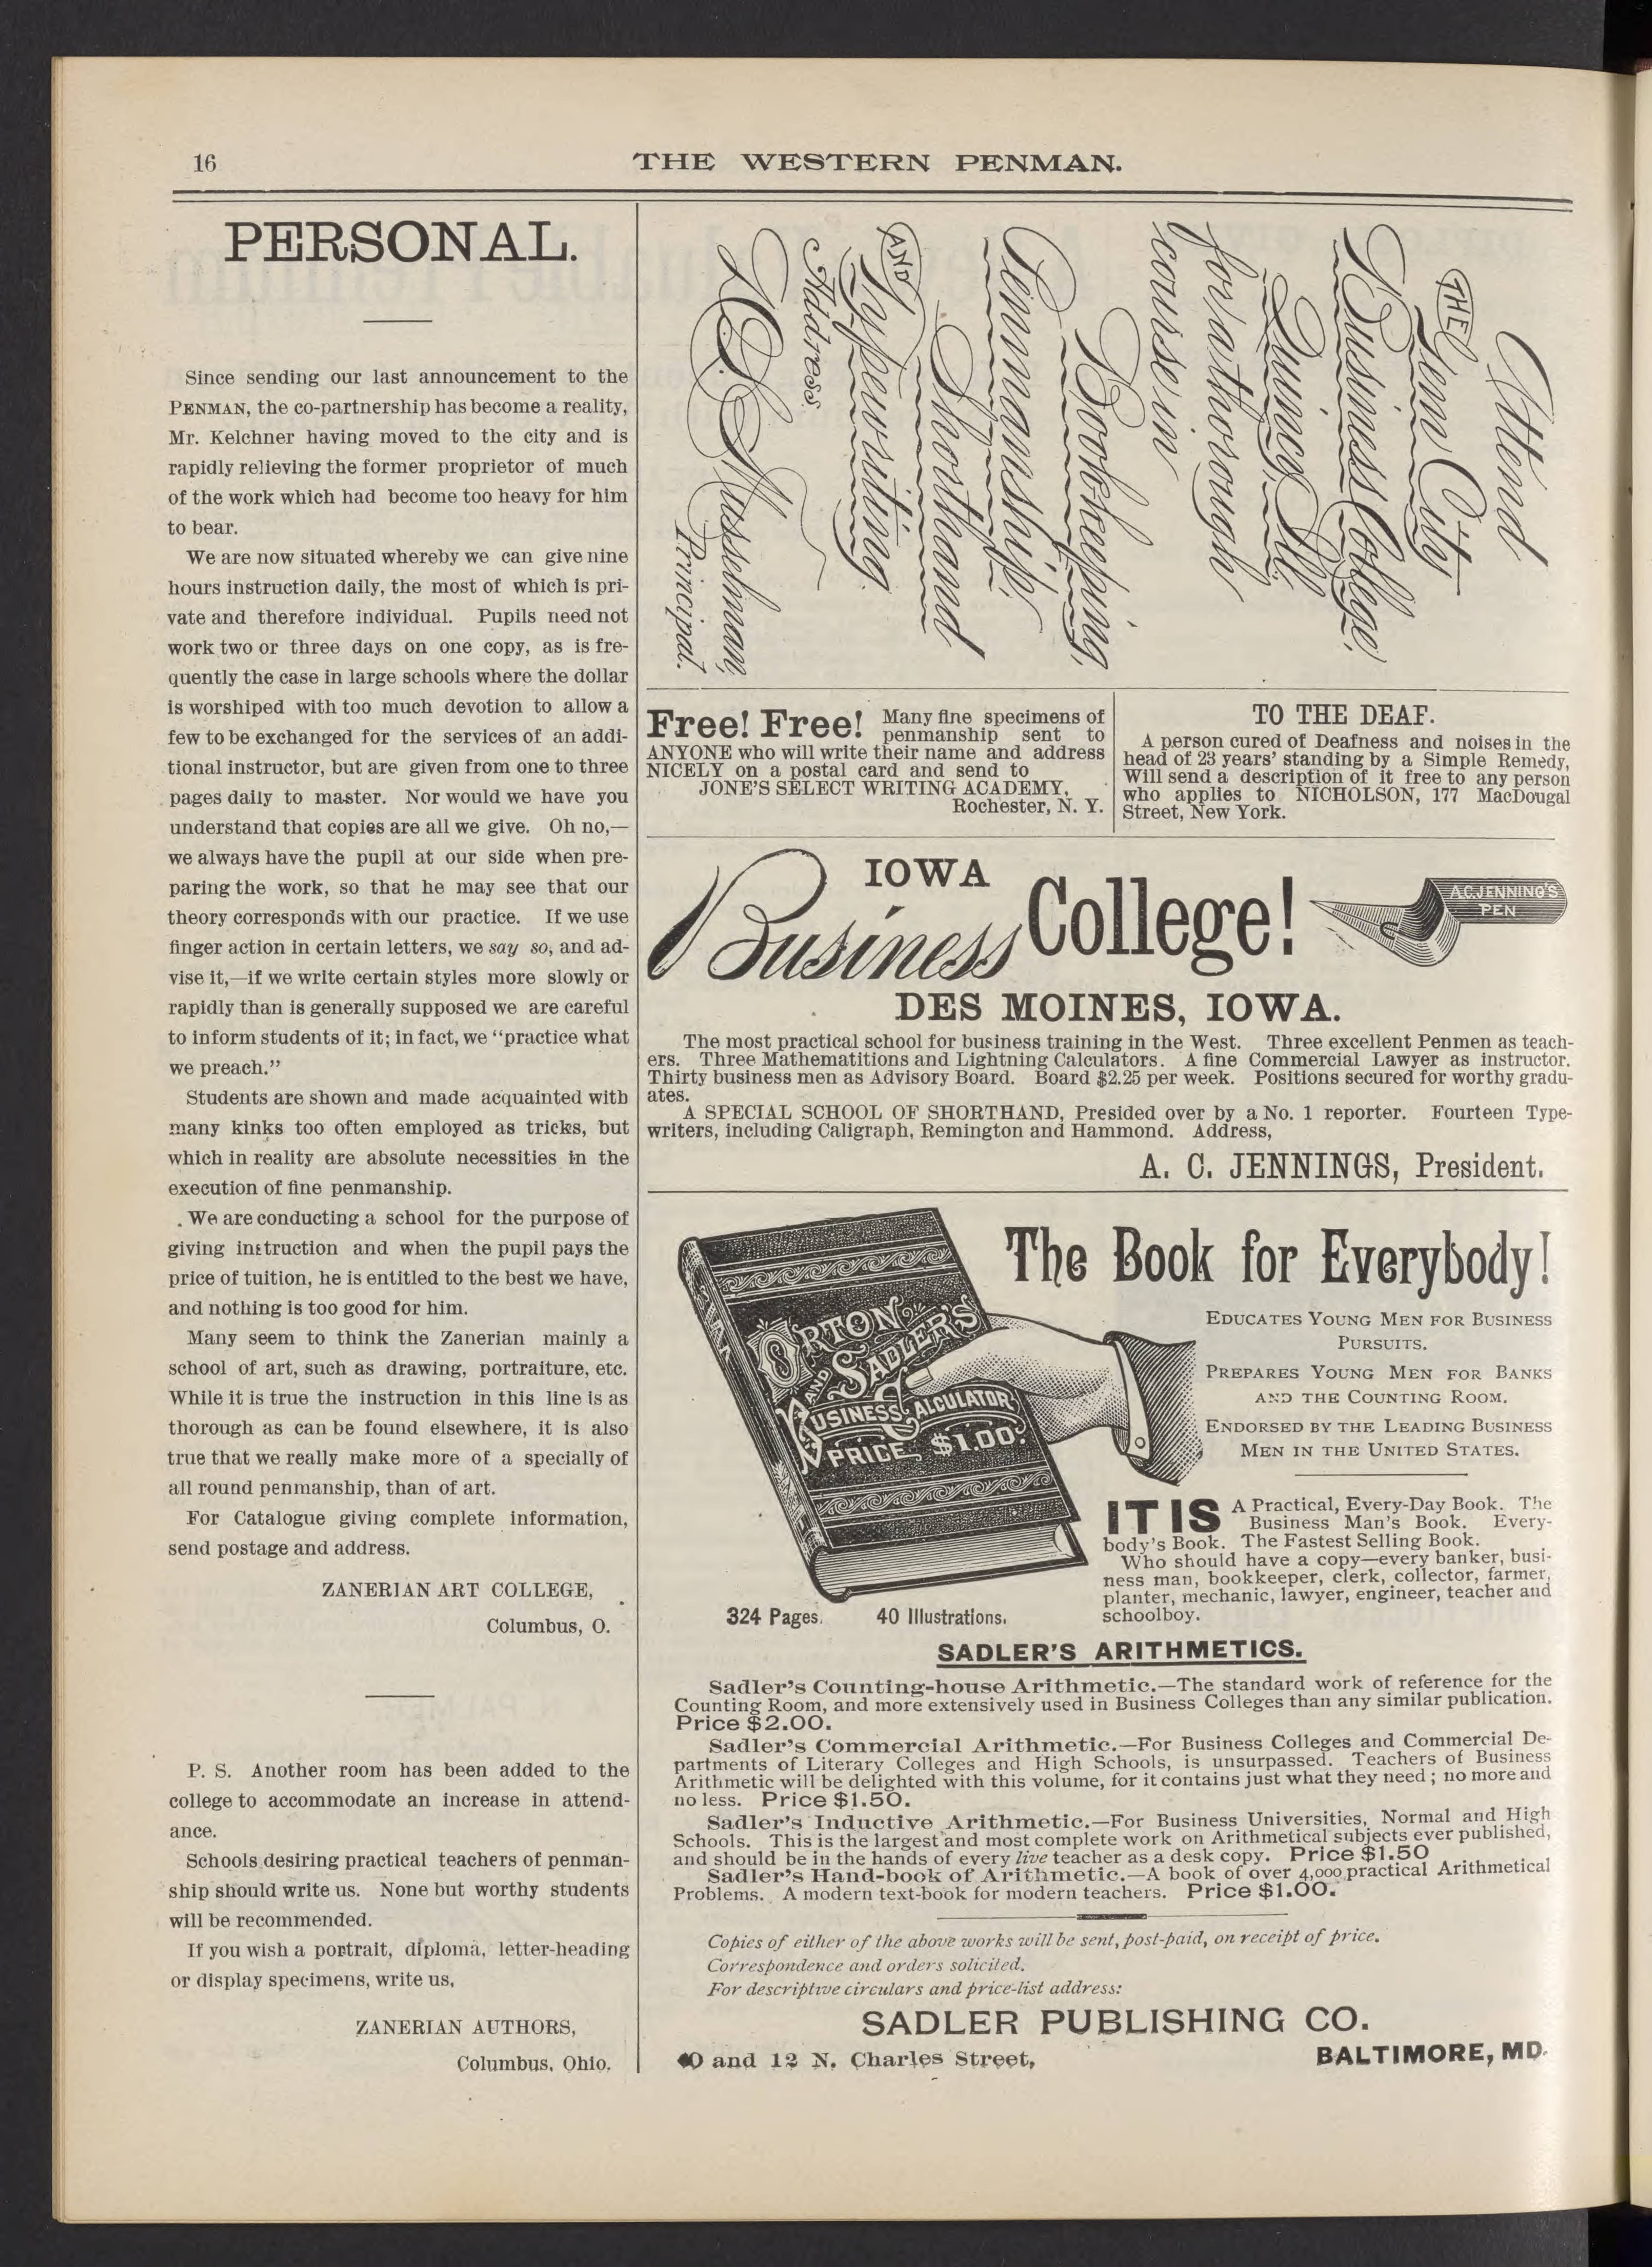 16
THE WESTERN PENMAN.
PERSONAL.
Since sending our last announcement to the
PENMAN, the co-partnership has become a reality,
Mr. Kelchner having moved to the city and is
rapidly relieving the former proprietor of much
of the work which had become too heavy for him
to bear.
We are now situated whereby we can give nine
hours instruction daily, the most of which is pri-
vate and therefore individual. Pupils need not
work two or three days on one copy, as is fre-
quently the case in large schools where the dollar
is worshiped with too much devotion to allow a
few to be exchanged for the services of an addi-
tional instructor, but are given from one to three
pages daily to master. Nor would we have you
understand that copies are all we give. Oh no,—
we always have the pupil at our side when pre-
paring the work, so that he may see that our
theory corresponds with our practice. If we use
finger action in certain letters, we say so, and ad-
vise it,—if we write certain styles more slowly or
rapidly than is generally supposed we are careful
to inform students of it; in fact, we "practice what
we preach."
Students are shown and made acquainted with
many kinks too often employed as tricks, but
which in reality are absolute necessities in the
execution of fine penmanship.
We are conducting a school for the purpose of
giving instruction and when the pupil pays the
price of tuition, he is entitled to the best we have,
and nothing is too good for him.
Many seem to think the Zanerian mainly a
school of art, such as drawing, portraiture, etc.
While it is true the instruction in this line is as
thorough as can be found elsewhere, it is also
true that we really make more of a specially of
all round penmanship, than of art.
For Catalogue giving complete information,
send postage and address.
ZANERIAN ART COLLEGE,
Columbus, O.
P. S. Another room has been added to the
college to accommodate an increase in attend-
ance.
Schools desiring practical teachers of penman-
ship should write us. None but worthy students
will be recommended.
If you wish a portrait, diploma, letter-heading
or display specimens, write us,
ZANERIAN AUTHORS,
Columbus, Ohio.
Attend
THE
Gem City
Business College,
Quincy, Ill.
for a thorough
course in
Bookkeeping,
Penmanship,
Shorthand
AND
Typewriting.
Address
D. L. Musselman,
Principal.
Free! Free! Many fine specimens of
penmanship sent to
ANYONE who will write their name and address
NICELY on a postal card and send to
JONE'S SELECT WRITING ACADEMY,
Rochester, N. Y.
TO THE DEAF.
A person cured of Deafness and noises in the
head of 23 years' standing by a Simple Remedy,
Will send a description of it free to any person
who applies to NICHOLSON, 177 MacDougal
Street, New York.
IOWA
Business College!
A.C. JENNING'S
PEN
DES MOINES, IOWA.
The most practical school for business training in the West. Three excellent Penmen as teach-
ers. Three Mathematitions and Lightning Calculators. A fine Commercial Lawyer as instructor.
Thirty business men as Advisory Board. Board $2.25 per week. Positions secured for worthy gradu-
ates.
A SPECIAL SCHOOL OF SHORTHAND, Presided over by a No. 1 reporter. Fourteen Type-
writers, including Caligraph, Remington and Hammond. Address,
A. C. JENNINGS, President.
ORTON
AND SADLER'S
BUSINESS CALCULATOR
PRICE $1.00
324 Pages. 40 Illustrations.
The Book for Everybody!
EDUCATES YOUNG MEN FOR BUSINESS
PURSUITS.
PREPARES YOUNG MEN FOR BANKS
AND THE COUNTING ROOM.
ENDORSED BY THE LEADING BUSINESS
MEN IN THE UNITED STATES.
IT IS A Practical, Every-Day Book. The
Business Man's Book. Every-
body's Book. The Fastest Selling Book.
Who should have a copy—every banker, busi-
ness man, bookkeeper, clerk, collector, farmer,
planter, mechanic, lawyer, engineer, teacher and
schoolboy.
SADLER'S ARITHMETICS.
Sadler's Counting-house Arithmetic.—The standard work of reference for the
Counting Room, and more extensively used in Business Colleges than any similar publication.
Price $2.00.
Sadler's Commercial Arithmetic.—For Business Colleges and Commercial De-
partments of Literary Colleges and High Schools, is unsurpassed. Teachers of Business
Arithmetic will be delighted with this volume, for it contains just what they need; no more and
no less. Price $1.50.
Sadler's Inductive Arithmetic.—For Business Universities, Normal and High
Schools. This is the largest and most complete work on Arithmetical subjects ever published,
and should be in the hands of every live teacher as a desk copy. Price $1.50
Sadler's Hand-book of Arithmetic.—A book of over 4,000 practical Arithmetical
Problems. A modern text-book for modern teachers. Price $1.00.
Copies of either of the above works will be sent, post-paid, on receipt of price.
Correspondence and orders solicited.
For descriptive circulars and price-list address:
SADLER PUBLISHING CO.
and 12 N. Charles Street,
BALTIMORE, MD.